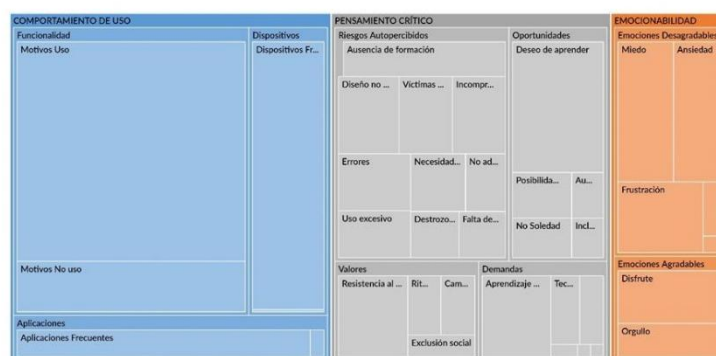 COMPORTAMIENTO DE USO
Funcionalidad
Dispositivos
Motivos Uso
Dispositivos Fr...
Motivos No uso
Aplicaciones
Aplicaciones Frecuentes
PENSAMIENTO CRÍTICO
Riesgos Autopercibidos
Oportunidades
Ausencia de formación
Deseo de aprender
Diseño no ...
Víctimas ...
Incompr...
Errores
Necesidad...
No ad...
Posibilida...
Au...
Uso excesivo
Destrozo...
Falta de...
No Soledad
Incl...
Valores
Demandas
Resistencia al ...
Rit...
Cam...
Aprendizaje ...
Tec...
Exclusión social
EMOCIONABILIDAD
Emociones Desagradables
Miedo
Ansiedad
Frustración
Emociones Agradables
Disfrute
Orgullo